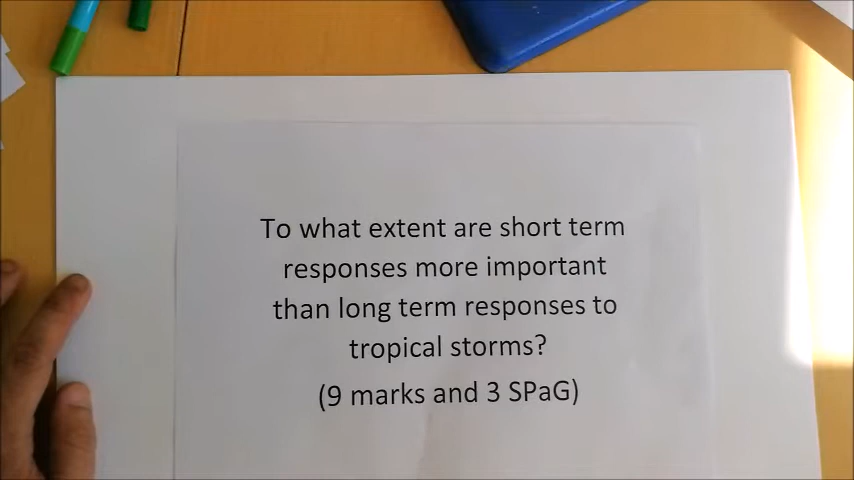 To what extent are short term
responses more important
than long term responses to
tropical storms?
(9 marks and 3 SPaG)